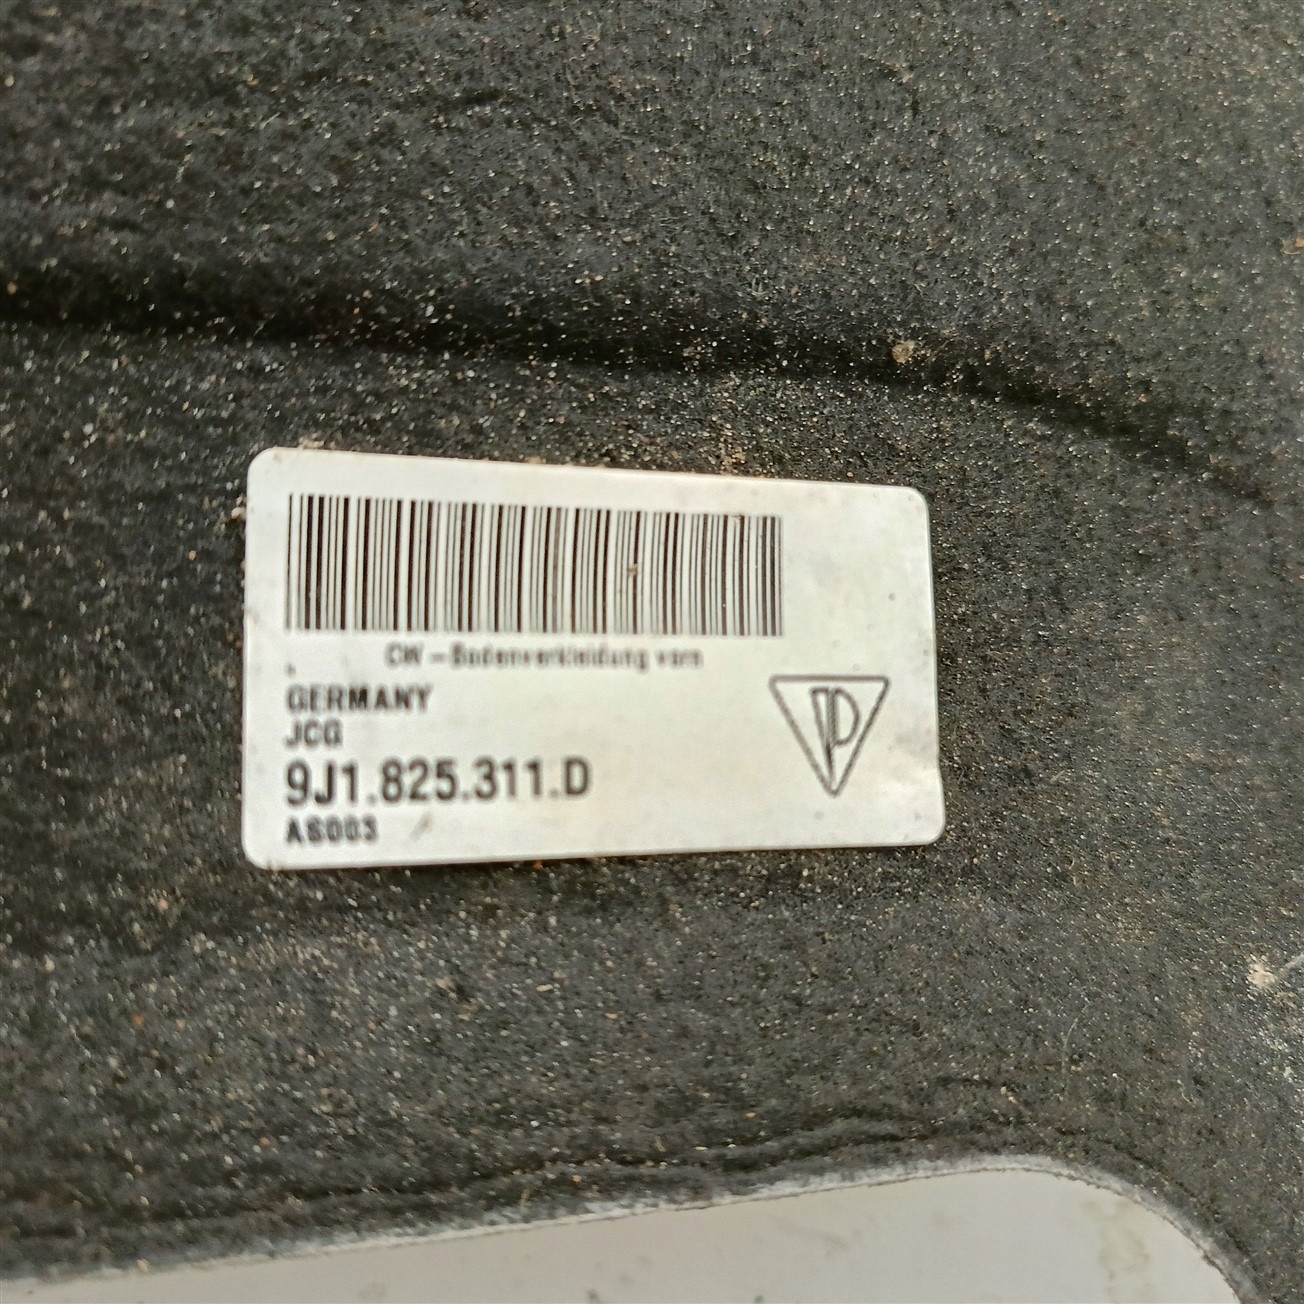 CW - Bodenverkleidung vorn
GERMANY
JCG
9J1.825.311.D
AS003
P